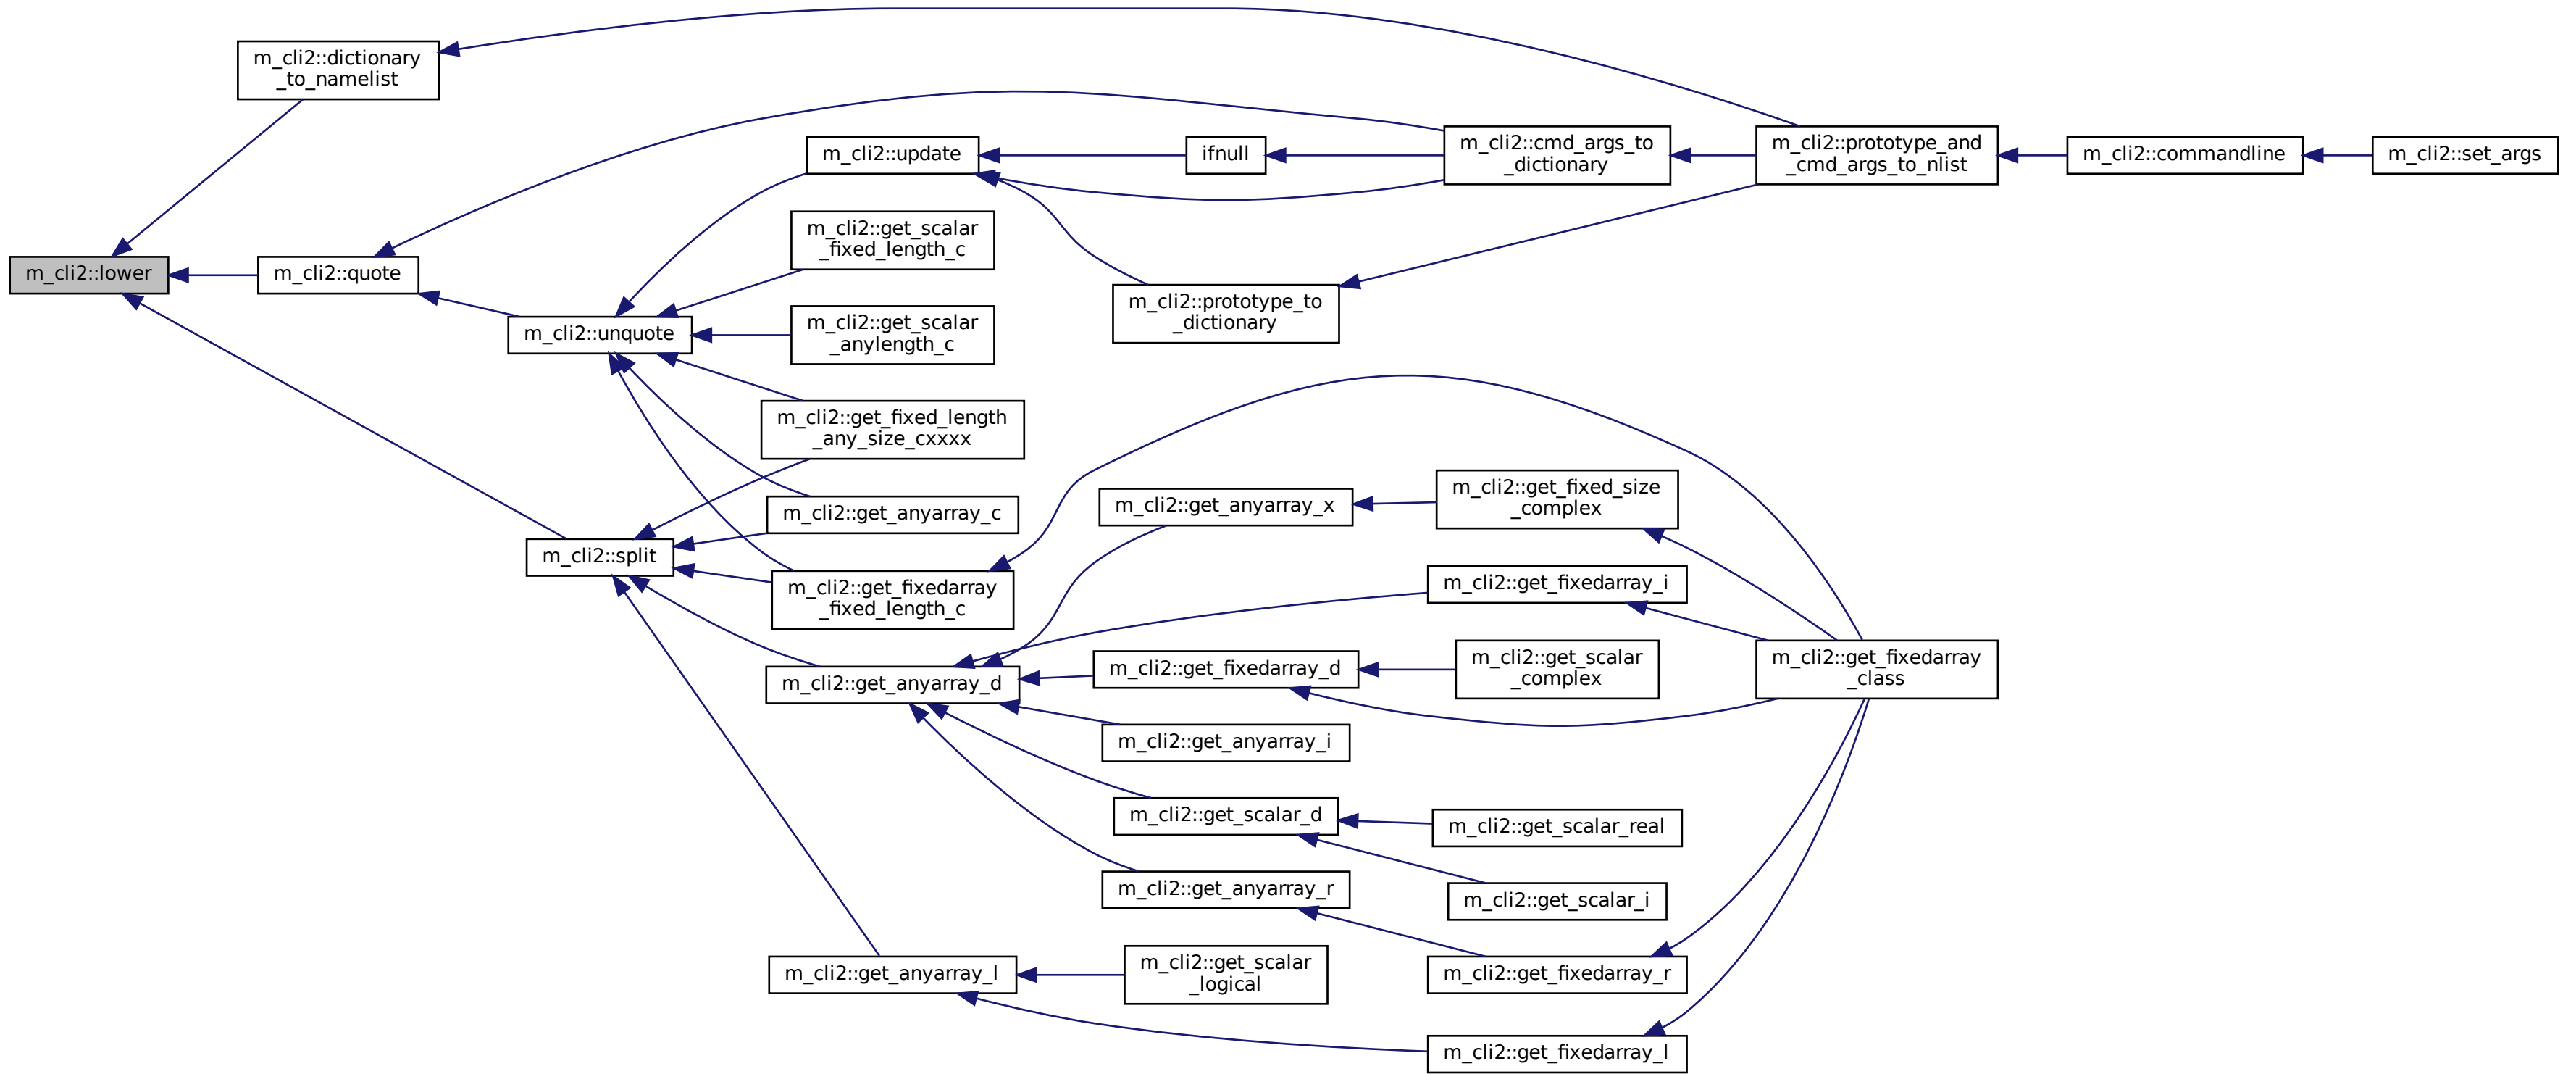 m_cli2::lower
m_cli2::dictionary
_to_namelist
m_cli2::quote
m_cli2::unquote
m_cli2::split
m_cli2::update
m_cli2::get_scalar
_fixed_length_c
m_cli2::get_scalar
_anylength_c
m_cli2::get_fixed_length
_any_size_cxxxx
m_cli2::get_anyarray_c
m_cli2::get_fixedarray
_fixed_length_c
m_cli2::get_anyarray_d
m_cli2::get_anyarray_l
ifnull
m_cli2::prototype_to
_dictionary
m_cli2::get_anyarray_x
m_cli2::get_fixedarray_d
m_cli2::get_anyarray_i
m_cli2::get_scalar_d
m_cli2::get_anyarray_r
m_cli2::get_scalar
_logical
m_cli2::cmd_args_to
_dictionary
m_cli2::get_fixed_size
_complex
m_cli2::get_fixedarray_i
m_cli2::get_scalar
_complex
m_cli2::get_scalar_real
m_cli2::get_scalar_i
m_cli2::get_fixedarray_r
m_cli2::get_fixedarray_l
m_cli2::prototype_and
_cmd_args_to_nlist
m_cli2::get_fixedarray
_class
m_cli2::commandline
m_cli2::set_args